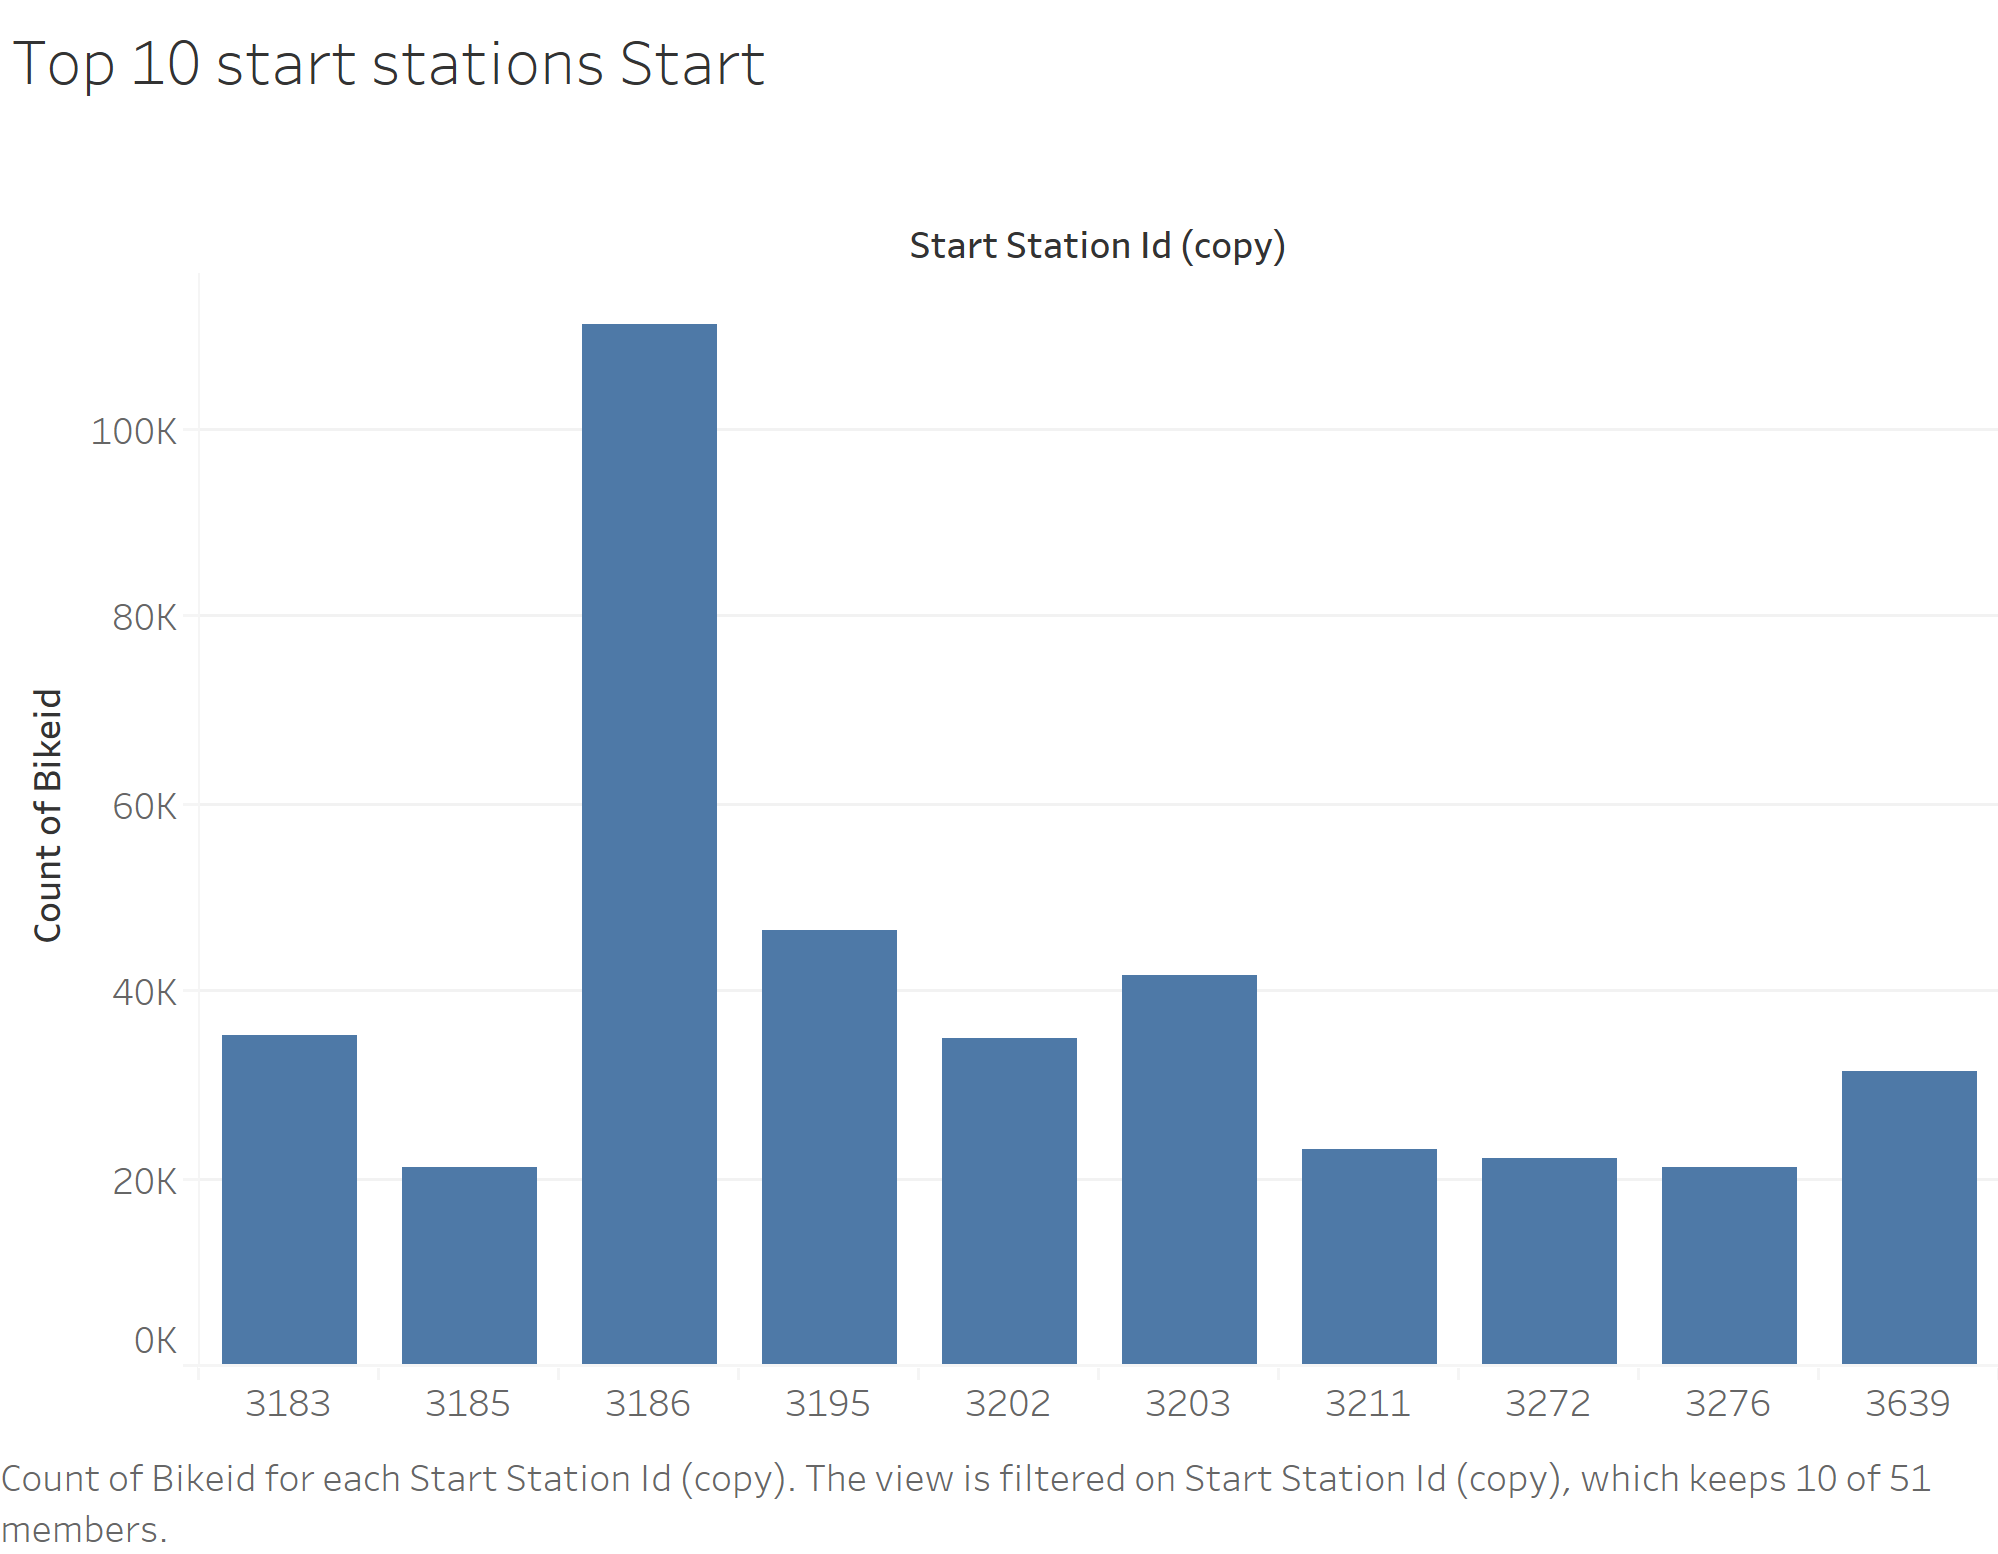 Top 10 start stations Start
Start Station Id (copy)
Count of Bikeid
100K
80K
60K
40K
20K
0K
3183 3185 3186 3195 3202 3203 3211 3272 3276 3639
Count of Bikeid for each Start Station Id (copy). The view is filtered on Start Station Id (copy), which keeps 10 of 51
members.